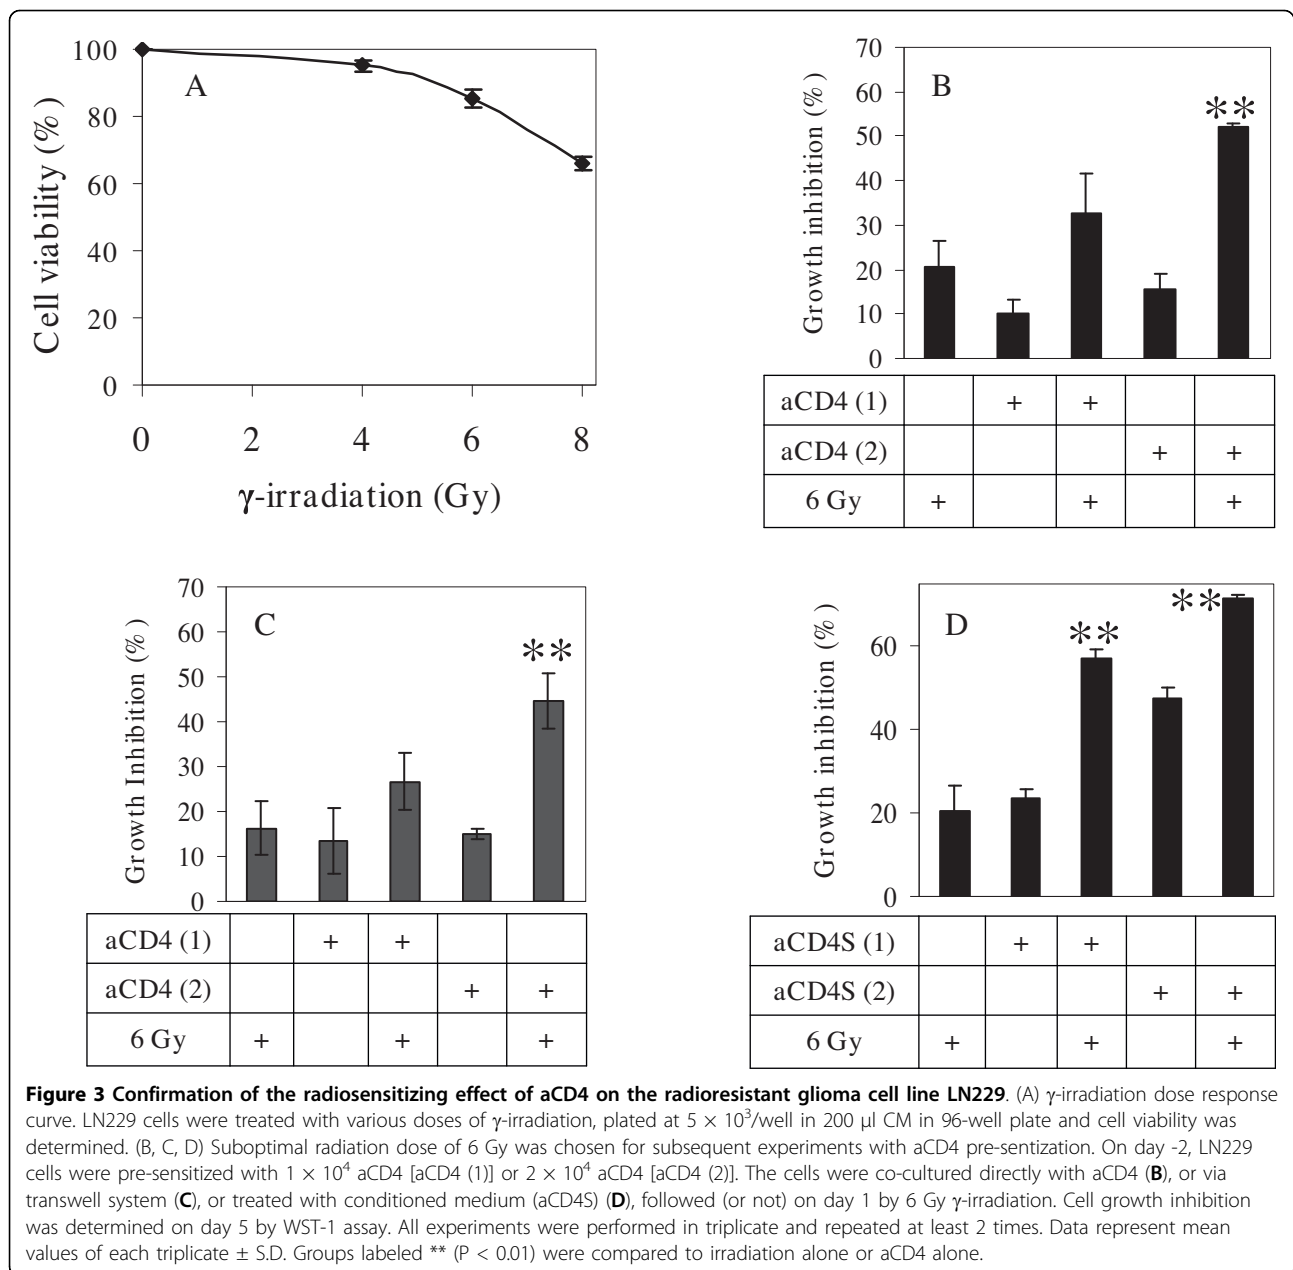 100
80
60
40
20
0
Cell viability (%)
A
0 2 4 6 8
γ-irradiation (Gy)
70
60
50
40
30
20
10
0
Growth inhibition (%)
B
**
aCD4 (1) + +
aCD4 (2) + +
6 Gy + + +
70
60
50
40
30
20
10
0
Growth Inhibition (%)
C
**
aCD4 (1) + +
aCD4 (2) + +
6 Gy + + +
60
40
20
0
Growth inhibition (%)
D
**
**
aCD4S (1) + +
aCD4S (2) + +
6 Gy + + +
Figure 3 Confirmation of the radiosensitizing effect of aCD4 on the radioresistant glioma cell line LN229. (A) γ-irradiation dose response
curve. LN229 cells were treated with various doses of γ-irradiation, plated at 5 × 10³/well in 200 μl CM in 96-well plate and cell viability was
determined. (B, C, D) Suboptimal radiation dose of 6 Gy was chosen for subsequent experiments with aCD4 pre-sentization. On day -2, LN229
cells were pre-sensitized with 1 × 10⁴ aCD4 [aCD4 (1)] or 2 × 10⁴ aCD4 [aCD4 (2)]. The cells were co-cultured directly with aCD4 (B), or via
transwell system (C), or treated with conditioned medium (aCD4S) (D), followed (or not) on day 1 by 6 Gy γ-irradiation. Cell growth inhibition
was determined on day 5 by WST-1 assay. All experiments were performed in triplicate and repeated at least 2 times. Data represent mean
values of each triplicate ± S.D. Groups labeled ** (P < 0.01) were compared to irradiation alone or aCD4 alone.